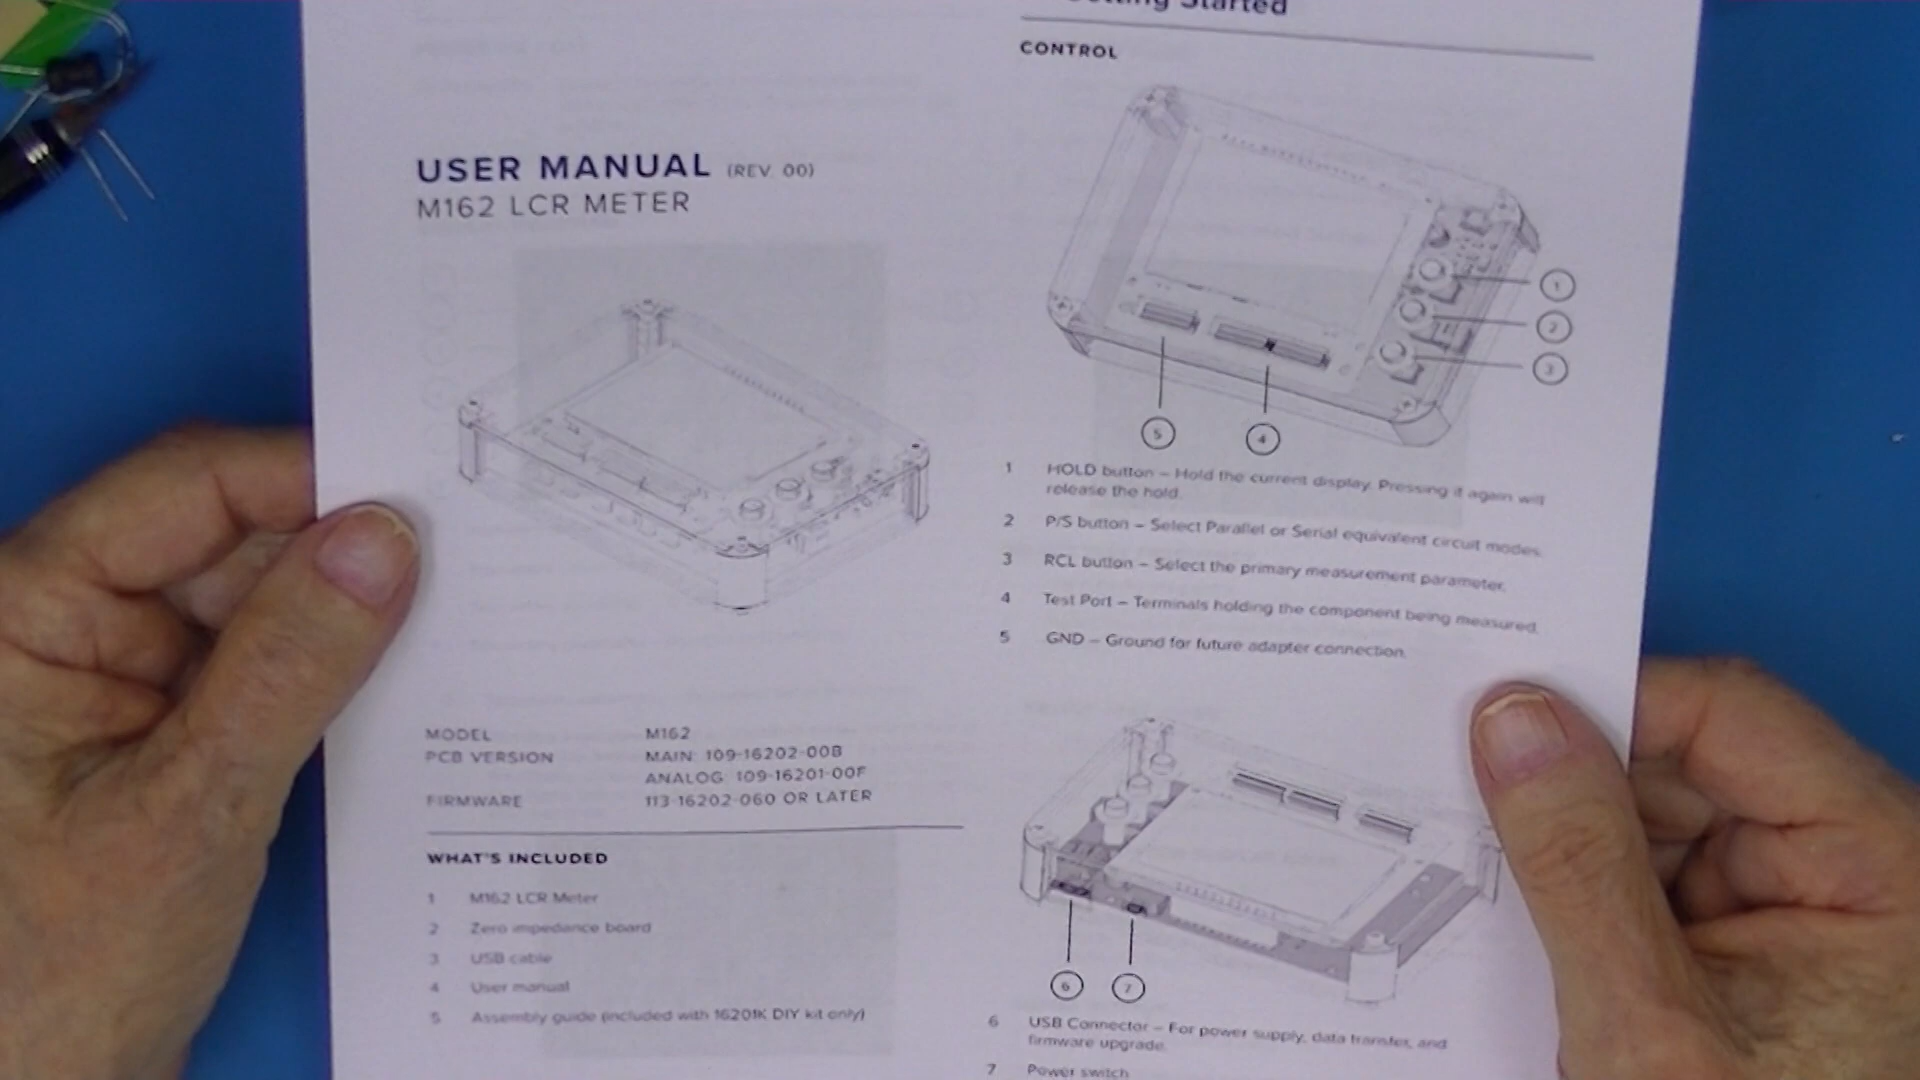 USER MANUAL (REV. 00)
M162 LCR METER
MODEL M162
PCB VERSION MAIN: 109-16202-00B
ANALOG: 109-16201-00F
FIRMWARE 113-16202-060 OR LATER
WHAT'S INCLUDED
1 M162 LCR Meter
2 Zero impedance board
3 USB cable
4 User manual
5 Assembly guide (included with 16201K DIY kit only)
Getting Started
CONTROL
1
2
3
5
4
1 HOLD button – Hold the current display. Pressing it again will
release the hold.
2 P/S button – Select Parallel or Serial equivalent circuit modes.
3 RCL button – Select the primary measurement parameter.
4 Test Port – Terminals holding the component being measured.
5 GND – Ground for future adapter connection.
6
7
6 USB Connector – For power supply, data transfer, and
firmware upgrade.
7 Power switch